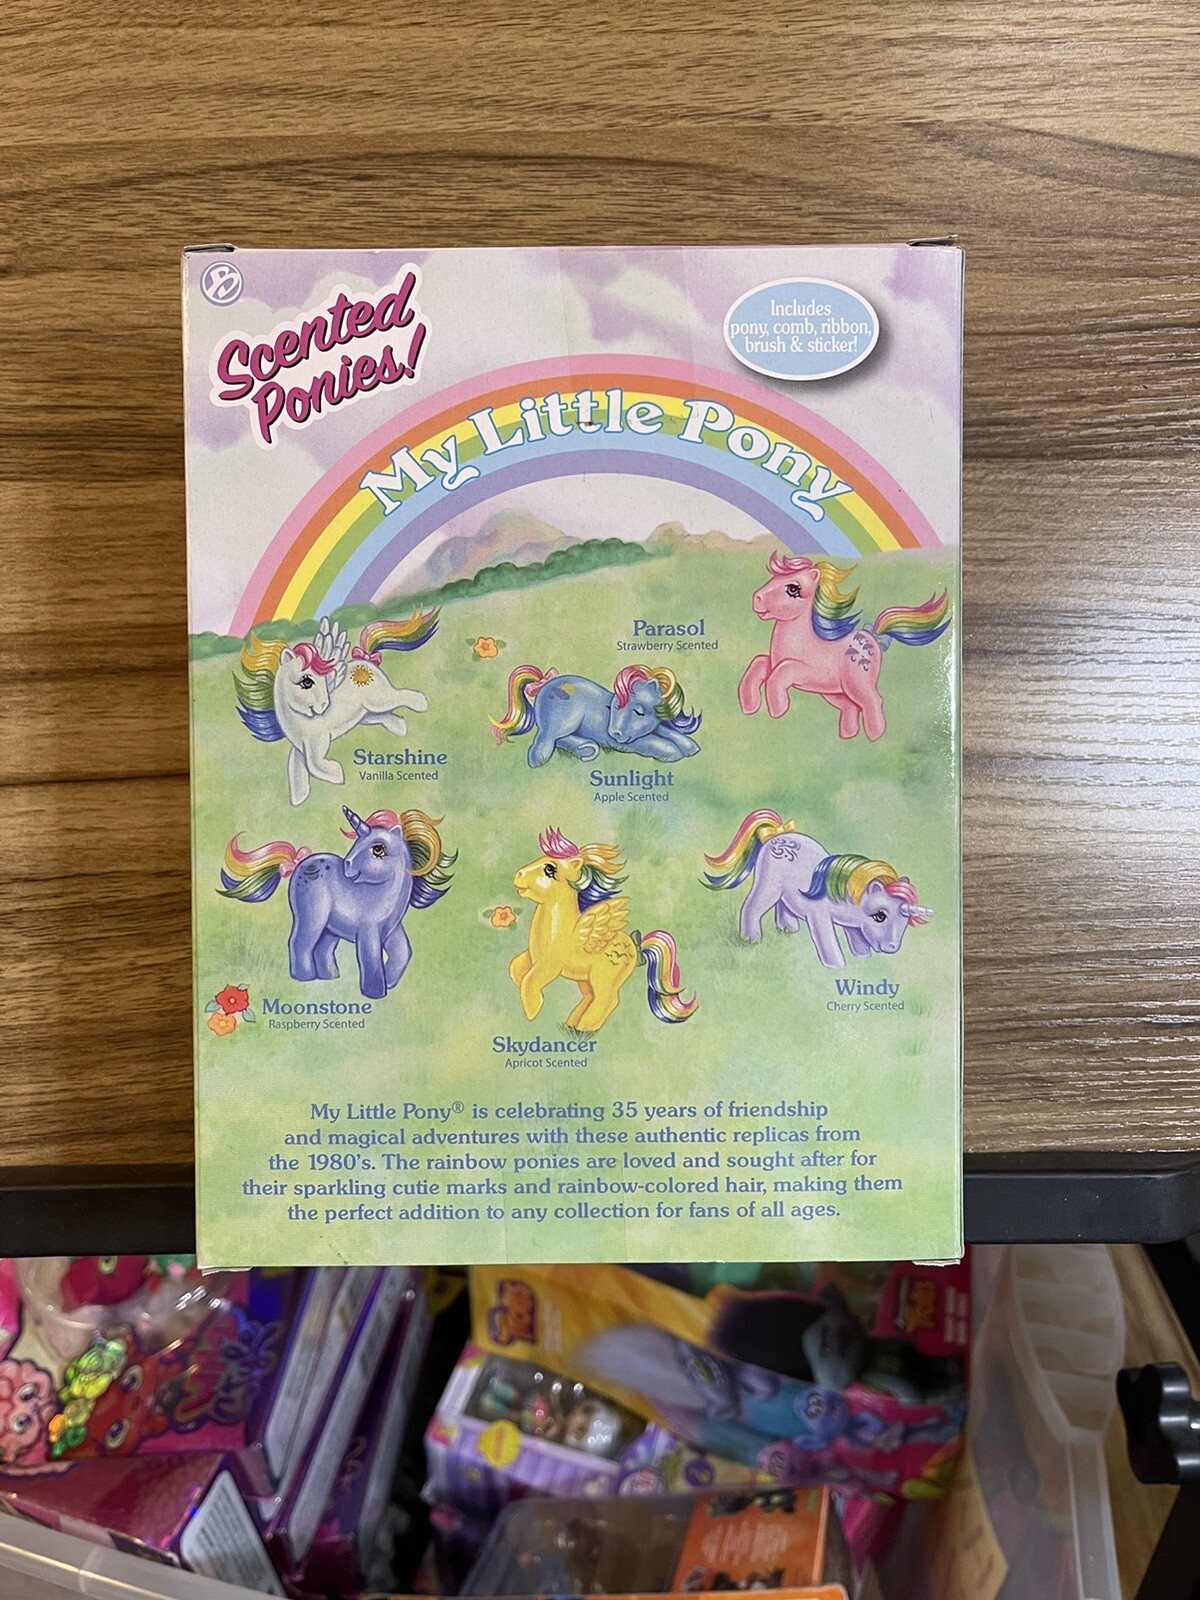 Scented
Ponies!
Includes
pony, comb, ribbon,
brush & sticker!
My Little Pony
Parasol
Strawberry Scented
Starshine
Vanilla Scented
Sunlight
Apple Scented
Moonstone
Raspberry Scented
Skydancer
Apricot Scented
Windy
Cherry Scented
My Little Pony® is celebrating 35 years of friendship
and magical adventures with these authentic replicas from
the 1980's. The rainbow ponies are loved and sought after for
their sparkling cutie marks and rainbow-colored hair, making them
the perfect addition to any collection for fans of all ages.
Trolls